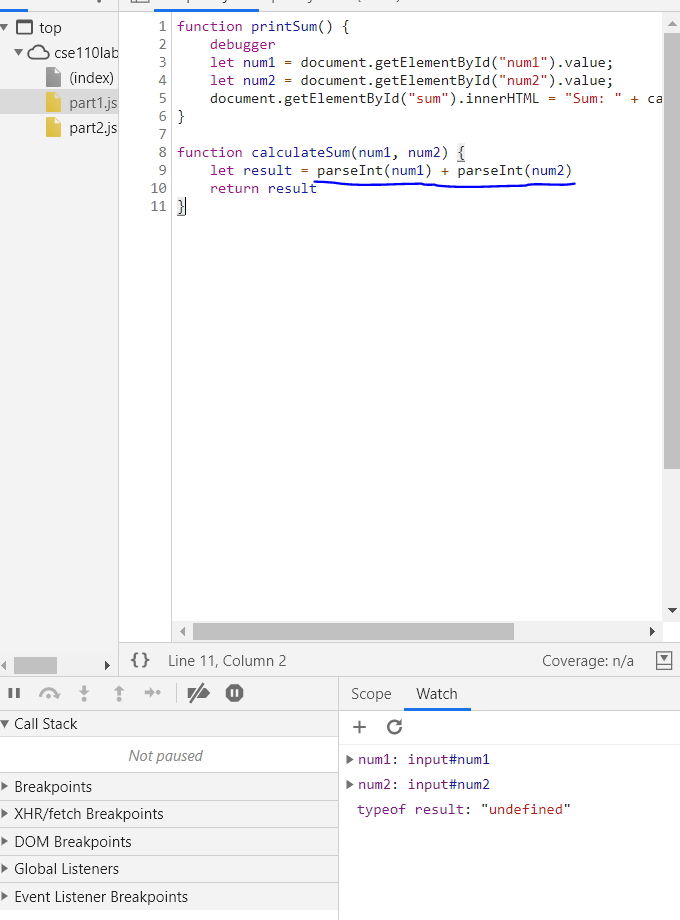 top
cse110lab
(index)
part1.js
part2.js
1 function printSum() {
2 debugger
3 let num1 = document.getElementById("num1").value;
4 let num2 = document.getElementById("num2").value;
5 document.getElementById("sum").innerHTML = "Sum: " + ca
6 }
7
8 function calculateSum(num1, num2) {
9 let result = parseInt(num1) + parseInt(num2)
10 return result
11 }
{} Line 11, Column 2 Coverage: n/a
Call Stack
Not paused
Breakpoints
XHR/fetch Breakpoints
DOM Breakpoints
Global Listeners
Event Listener Breakpoints
Scope Watch
num1: input#num1
num2: input#num2
typeof result: "undefined"